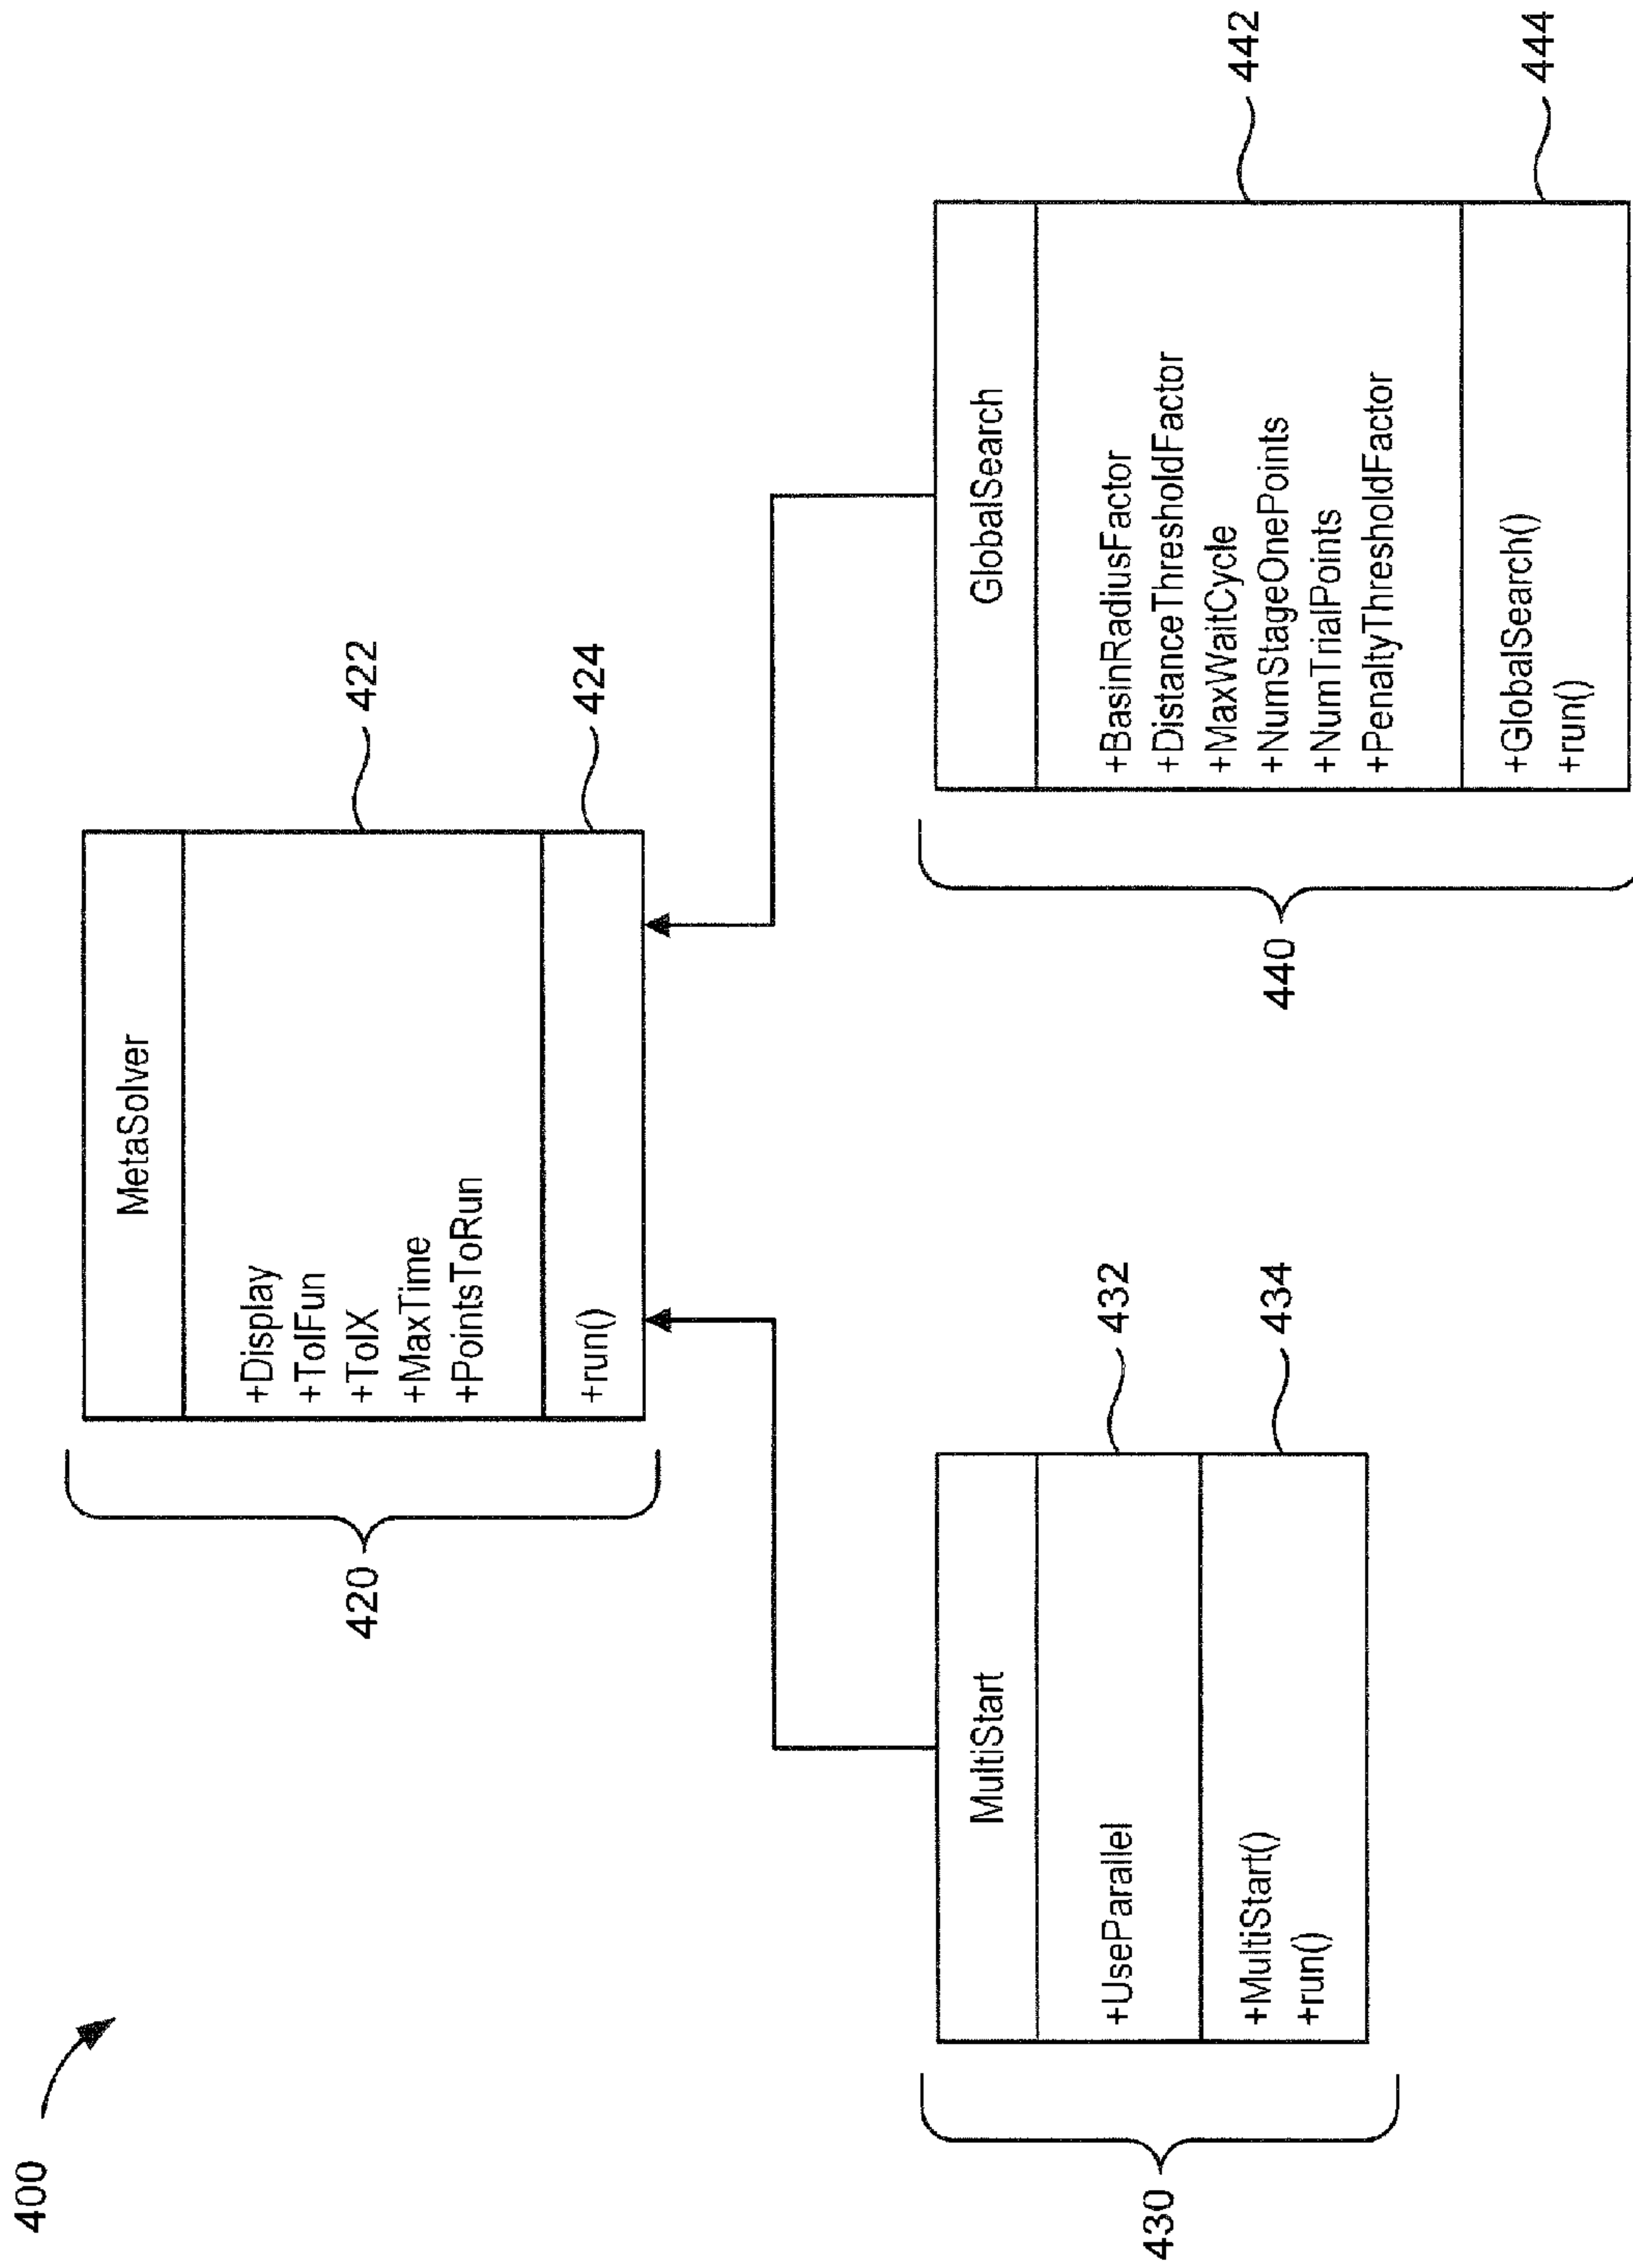 400
420
MetaSolver
+Display
+TolFun
+TolX
+MaxTime
+PointsToRun
422
+run()
424
430
MultiStart
+UseParallel
432
+MultiStart()
+run()
434
440
GlobalSearch
+BasinRadiusFactor
+DistanceThresholdFactor
+MaxWaitCycle
+NumStageOnePoints
+NumTrialPoints
+PenaltyThresholdFactor
442
+GlobalSearch()
+run()
444